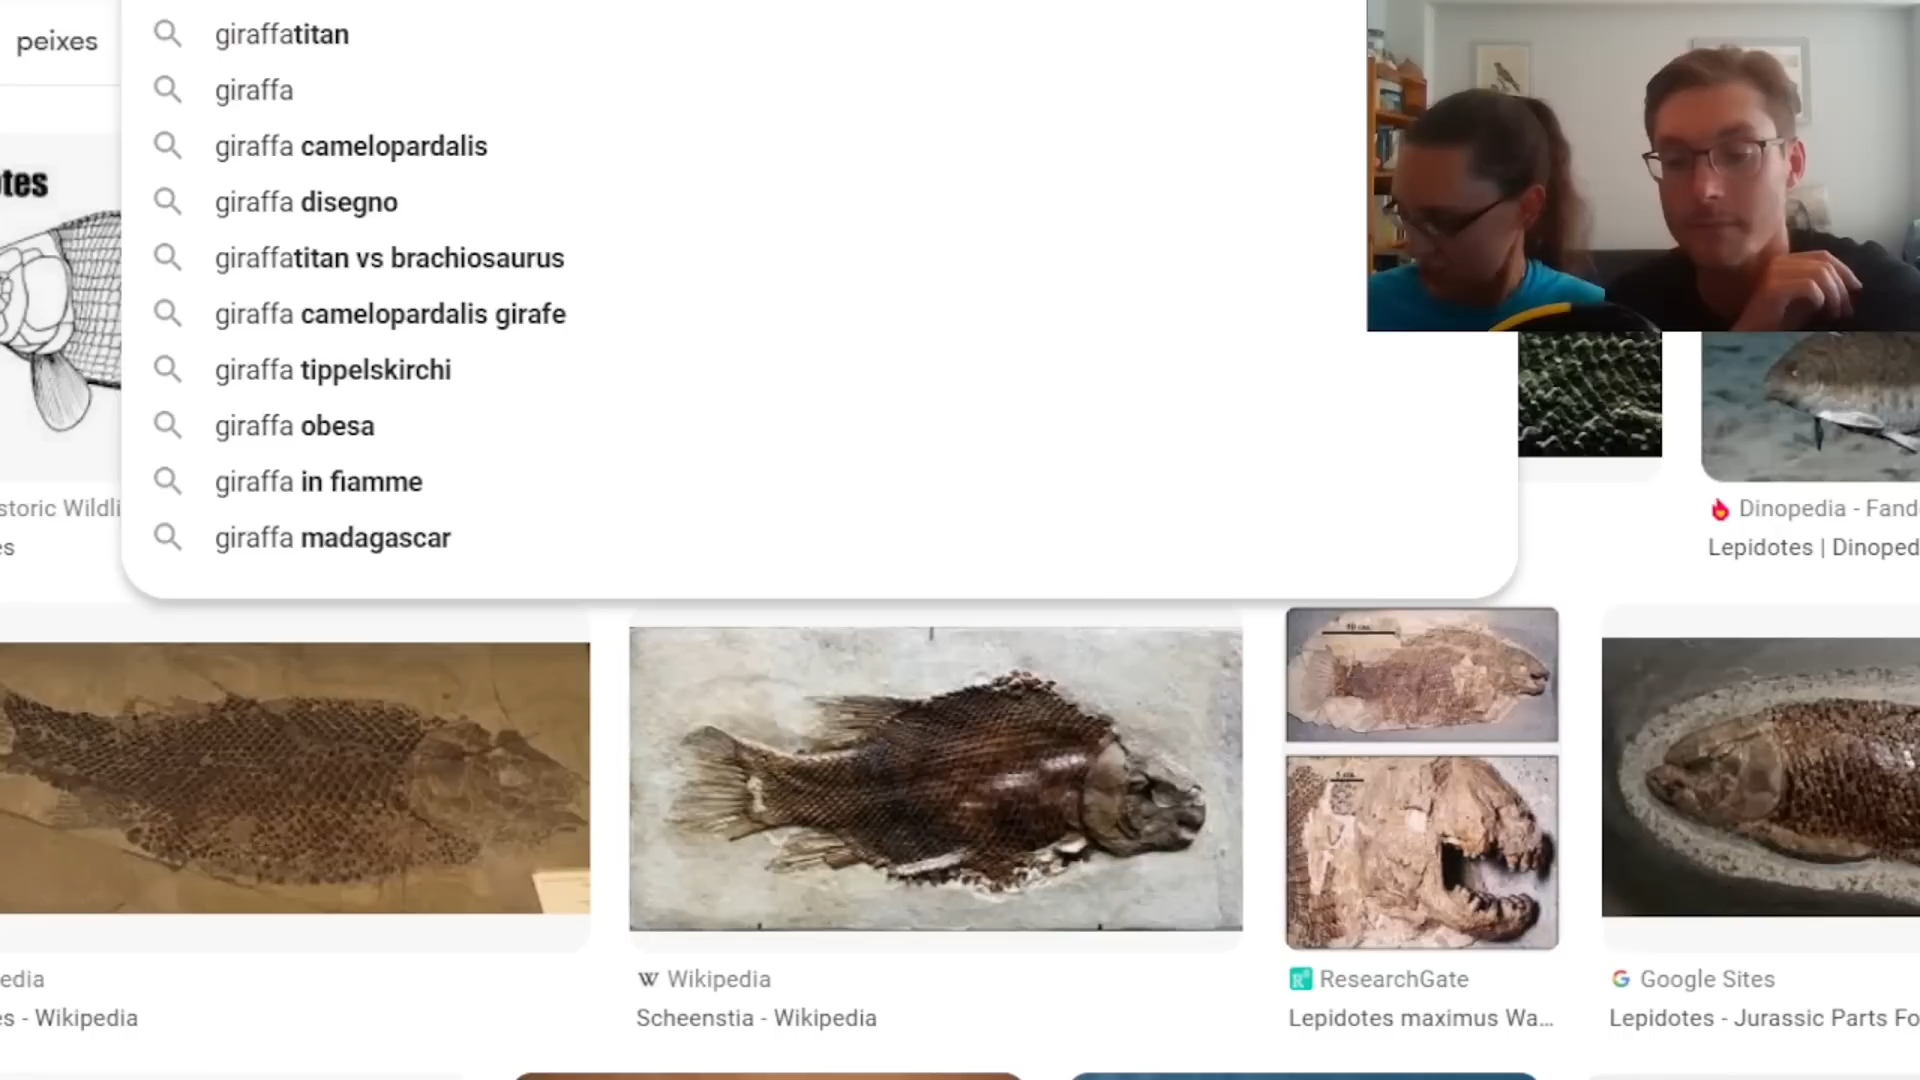 peixes
giraffatitan
giraffa
giraffa camelopardalis
giraffa disegno
giraffatitan vs brachiosaurus
giraffa camelopardalis girafe
giraffa tippelskirchi
giraffa obesa
giraffa in fiamme
giraffa madagascar
otes
storic Wildli
es
Dinopedia - Fand
Lepidotes | Dinoped
edia
es - Wikipedia
W Wikipedia
Scheenstia - Wikipedia
ResearchGate
Lepidotes maximus Wa...
Google Sites
Lepidotes - Jurassic Parts Fo